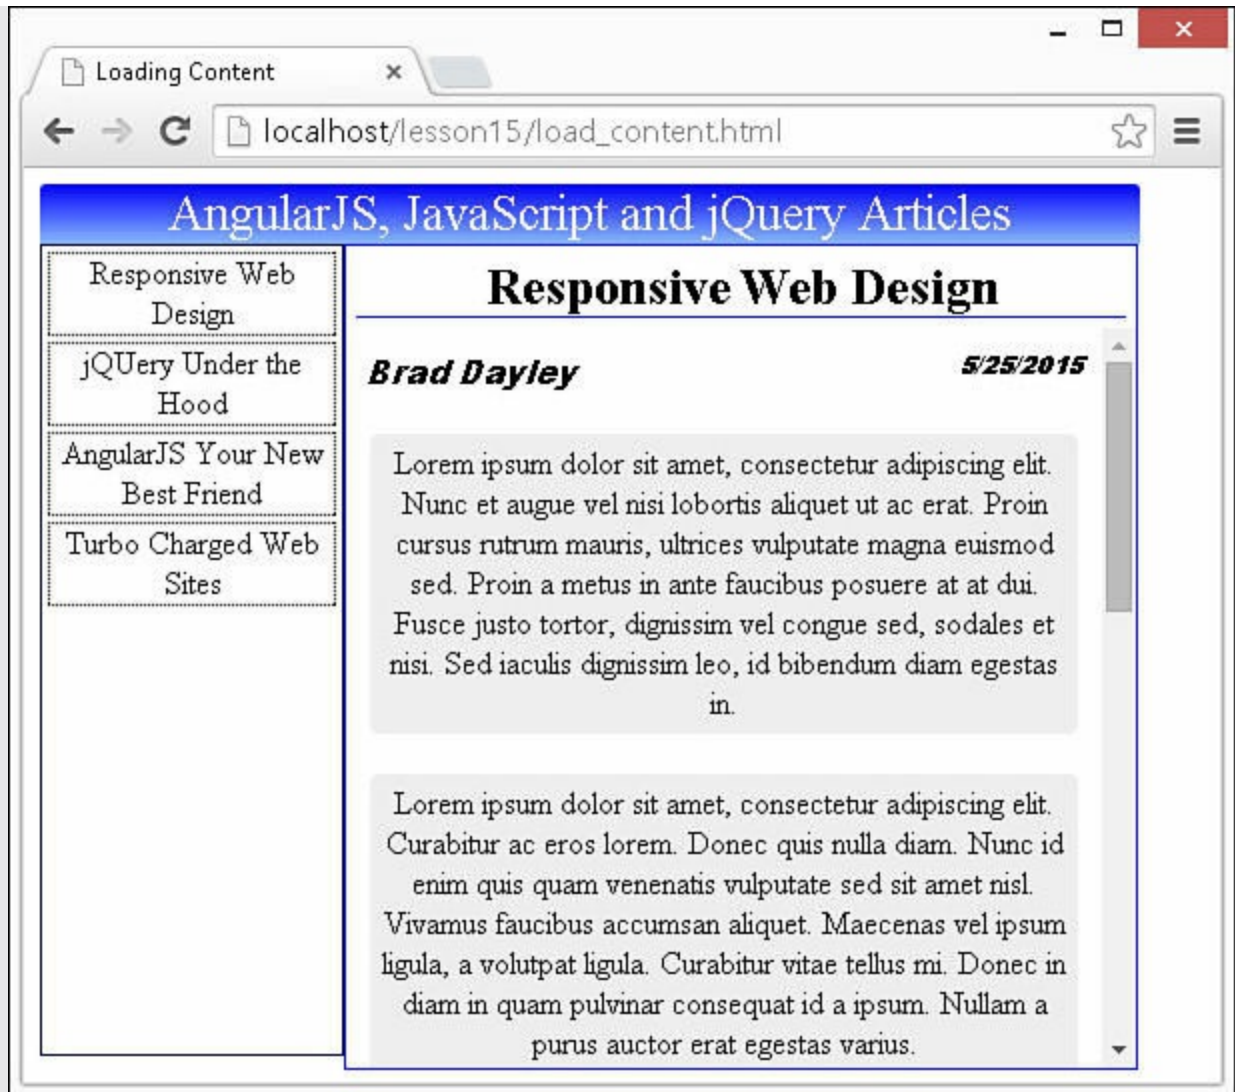 Loading Content
localhost/lesson15/load_content.html
AngularJS, JavaScript and jQuery Articles
Responsive Web
Design
jQUery Under the
Hood
AngularJS Your New
Best Friend
Turbo Charged Web
Sites
Responsive Web Design
Brad Dayley
5/25/2015
Lorem ipsum dolor sit amet, consectetur adipiscing elit.
Nunc et augue vel nisi lobortis aliquet ut ac erat. Proin
cursus rutrum mauris, ultrices vulputate magna euismod
sed. Proin a metus in ante faucibus posuere at at dui.
Fusce justo tortor, dignissim vel congue sed, sodales et
nisi. Sed iaculis dignissim leo, id bibendum diam egestas
in.
Lorem ipsum dolor sit amet, consectetur adipiscing elit.
Curabitur ac eros lorem. Donec quis nulla diam. Nunc id
enim quis quam venenatis vulputate sed sit amet nisl.
Vivamus faucibus accumsan aliquet. Maecenas vel ipsum
ligula, a volutpat ligula. Curabitur vitae tellus mi. Donec in
diam in quam pulvinar consequat id a ipsum. Nullam a
purus auctor erat egestas varius.